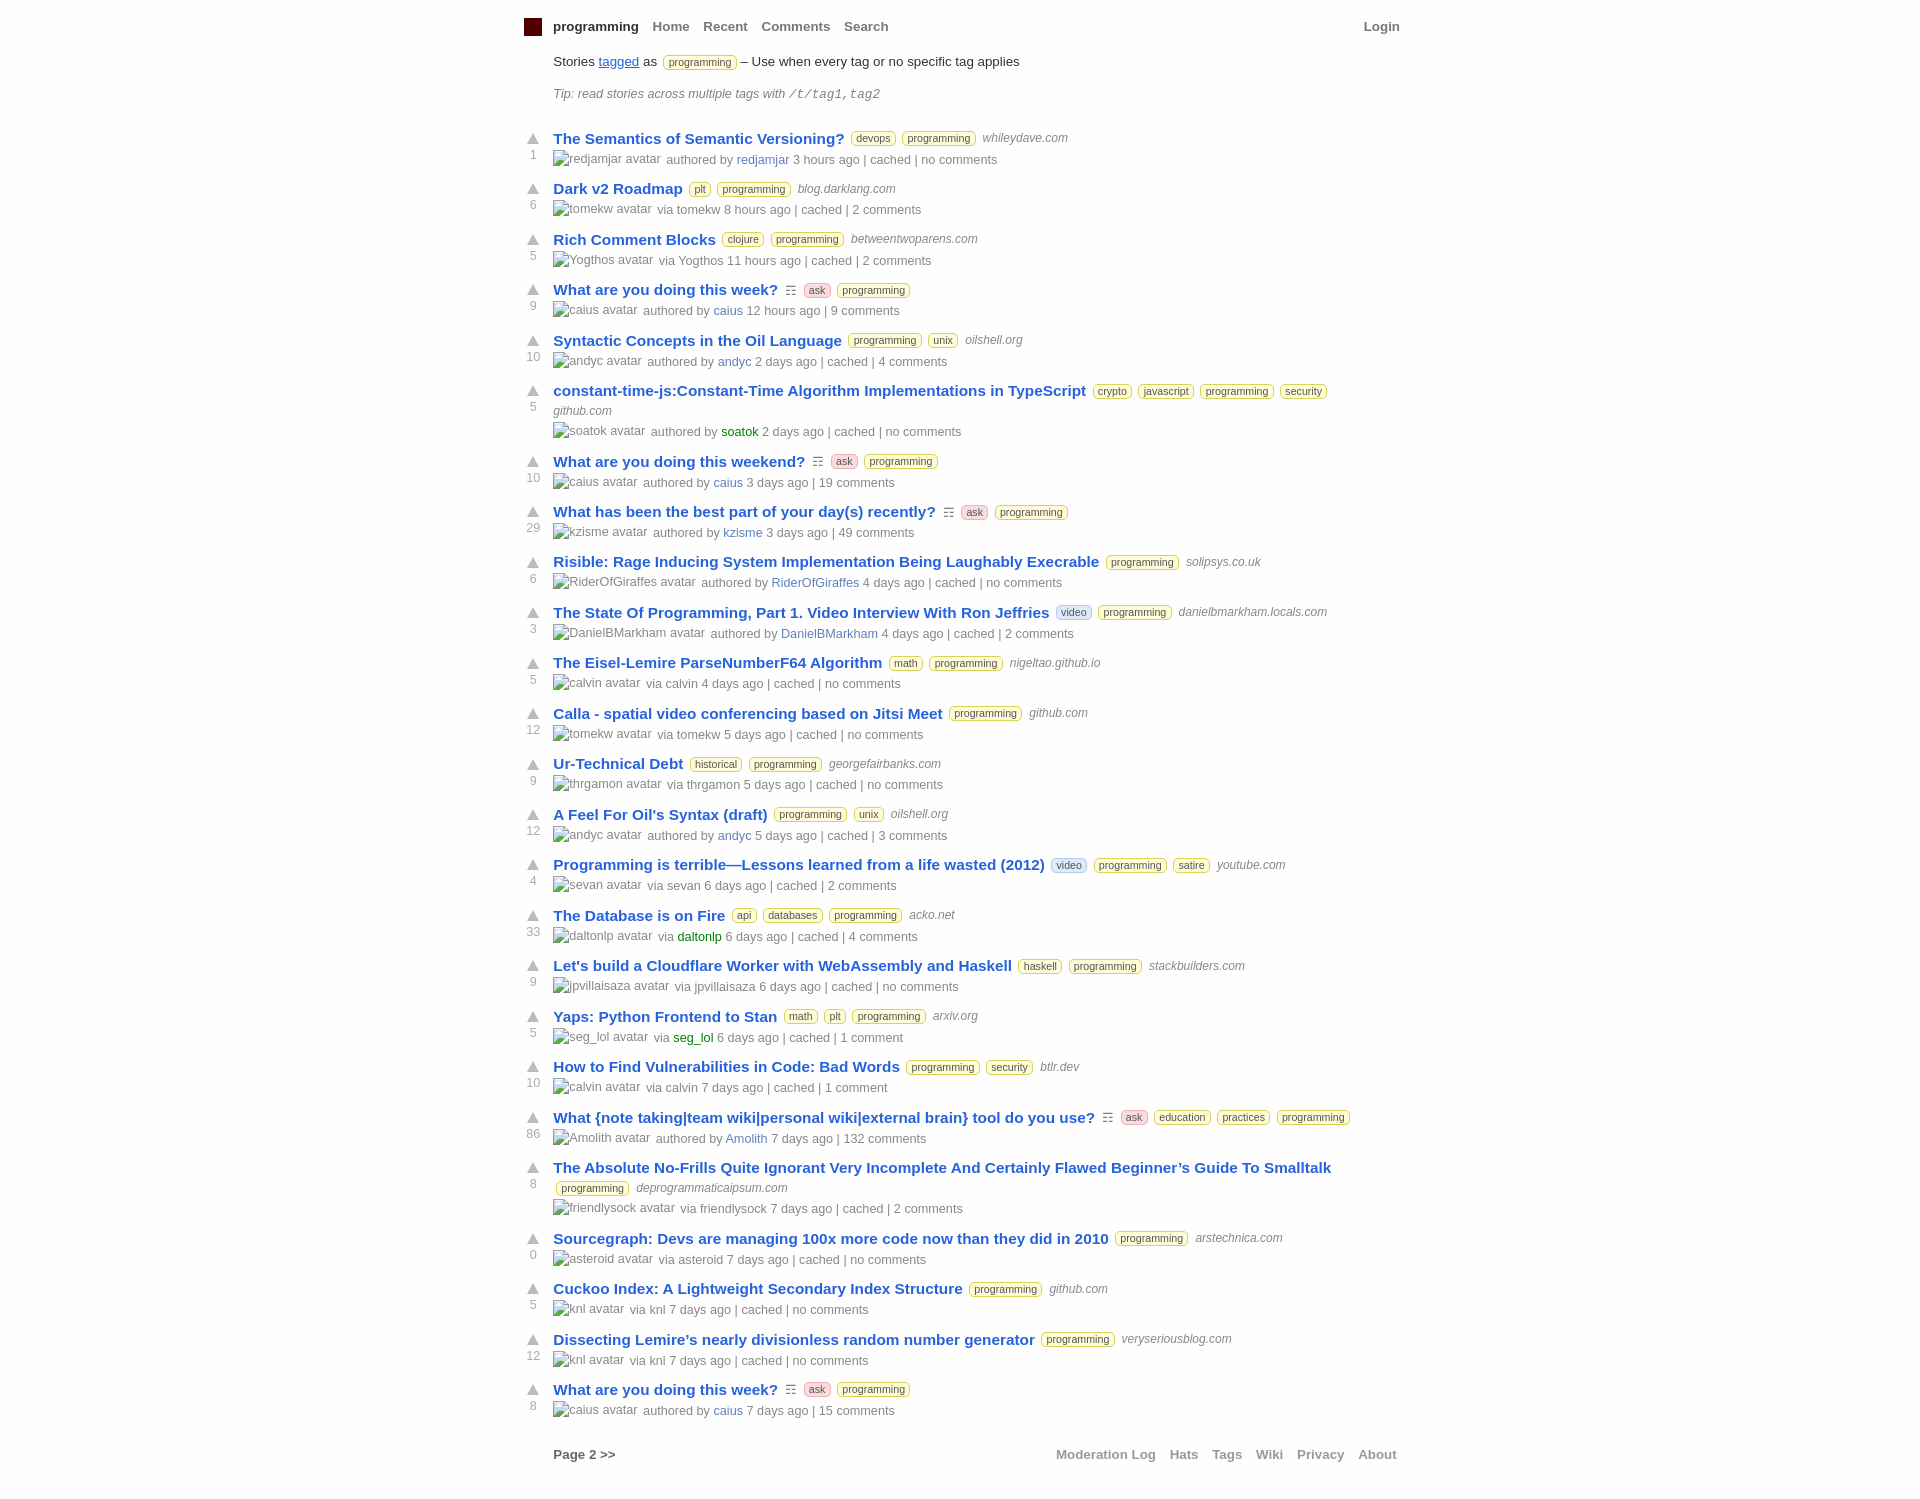 programming Home Recent Comments Search Login
Stories tagged as programming – Use when every tag or no specific tag applies
Tip: read stories across multiple tags with /t/tag1,tag2
The Semantics of Semantic Versioning? devops programming whileydave.com
1 redjamjar avatar authored by redjamjar 3 hours ago | cached | no comments
Dark v2 Roadmap plt programming blog.darklang.com
6 tomekw avatar via tomekw 8 hours ago | cached | 2 comments
Rich Comment Blocks clojure programming betweentwoparens.com
5 Yogthos avatar via Yogthos 11 hours ago | cached | 2 comments
What are you doing this week? ☶ ask programming
9 caius avatar authored by caius 12 hours ago | 9 comments
Syntactic Concepts in the Oil Language programming unix oilshell.org
10 andyc avatar authored by andyc 2 days ago | cached | 4 comments
constant-time-js:Constant-Time Algorithm Implementations in TypeScript crypto javascript programming security
5 github.com
soatok avatar authored by soatok 2 days ago | cached | no comments
What are you doing this weekend? ☶ ask programming
10 caius avatar authored by caius 3 days ago | 19 comments
What has been the best part of your day(s) recently? ☶ ask programming
29 kzisme avatar authored by kzisme 3 days ago | 49 comments
Risible: Rage Inducing System Implementation Being Laughably Execrable programming solipsys.co.uk
6 RiderOfGiraffes avatar authored by RiderOfGiraffes 4 days ago | cached | no comments
The State Of Programming, Part 1. Video Interview With Ron Jeffries video programming danielbmarkham.locals.com
3 DanielBMarkham avatar authored by DanielBMarkham 4 days ago | cached | 2 comments
The Eisel-Lemire ParseNumberF64 Algorithm math programming nigeltao.github.io
5 calvin avatar via calvin 4 days ago | cached | no comments
Calla - spatial video conferencing based on Jitsi Meet programming github.com
12 tomekw avatar via tomekw 5 days ago | cached | no comments
Ur-Technical Debt historical programming georgefairbanks.com
9 thrgamon avatar via thrgamon 5 days ago | cached | no comments
A Feel For Oil's Syntax (draft) programming unix oilshell.org
12 andyc avatar authored by andyc 5 days ago | cached | 3 comments
Programming is terrible—Lessons learned from a life wasted (2012) video programming satire youtube.com
4 sevan avatar via sevan 6 days ago | cached | 2 comments
The Database is on Fire api databases programming acko.net
33 daltonlp avatar via daltonlp 6 days ago | cached | 4 comments
Let's build a Cloudflare Worker with WebAssembly and Haskell haskell programming stackbuilders.com
9 jpvillaisaza avatar via jpvillaisaza 6 days ago | cached | no comments
Yaps: Python Frontend to Stan math plt programming arxiv.org
5 seg_lol avatar via seg_lol 6 days ago | cached | 1 comment
How to Find Vulnerabilities in Code: Bad Words programming security btlr.dev
10 calvin avatar via calvin 7 days ago | cached | 1 comment
What {note taking|team wiki|personal wiki|external brain} tool do you use? ☶ ask education practices programming
86 Amolith avatar authored by Amolith 7 days ago | 132 comments
The Absolute No-Frills Quite Ignorant Very Incomplete And Certainly Flawed Beginner’s Guide To Smalltalk
8 programming deprogrammaticaipsum.com
friendlysock avatar via friendlysock 7 days ago | cached | 2 comments
Sourcegraph: Devs are managing 100x more code now than they did in 2010 programming arstechnica.com
0 asteroid avatar via asteroid 7 days ago | cached | no comments
Cuckoo Index: A Lightweight Secondary Index Structure programming github.com
5 knl avatar via knl 7 days ago | cached | no comments
Dissecting Lemire’s nearly divisionless random number generator programming veryseriousblog.com
12 knl avatar via knl 7 days ago | cached | no comments
What are you doing this week? ☶ ask programming
8 caius avatar authored by caius 7 days ago | 15 comments
Page 2 >> Moderation Log Hats Tags Wiki Privacy About